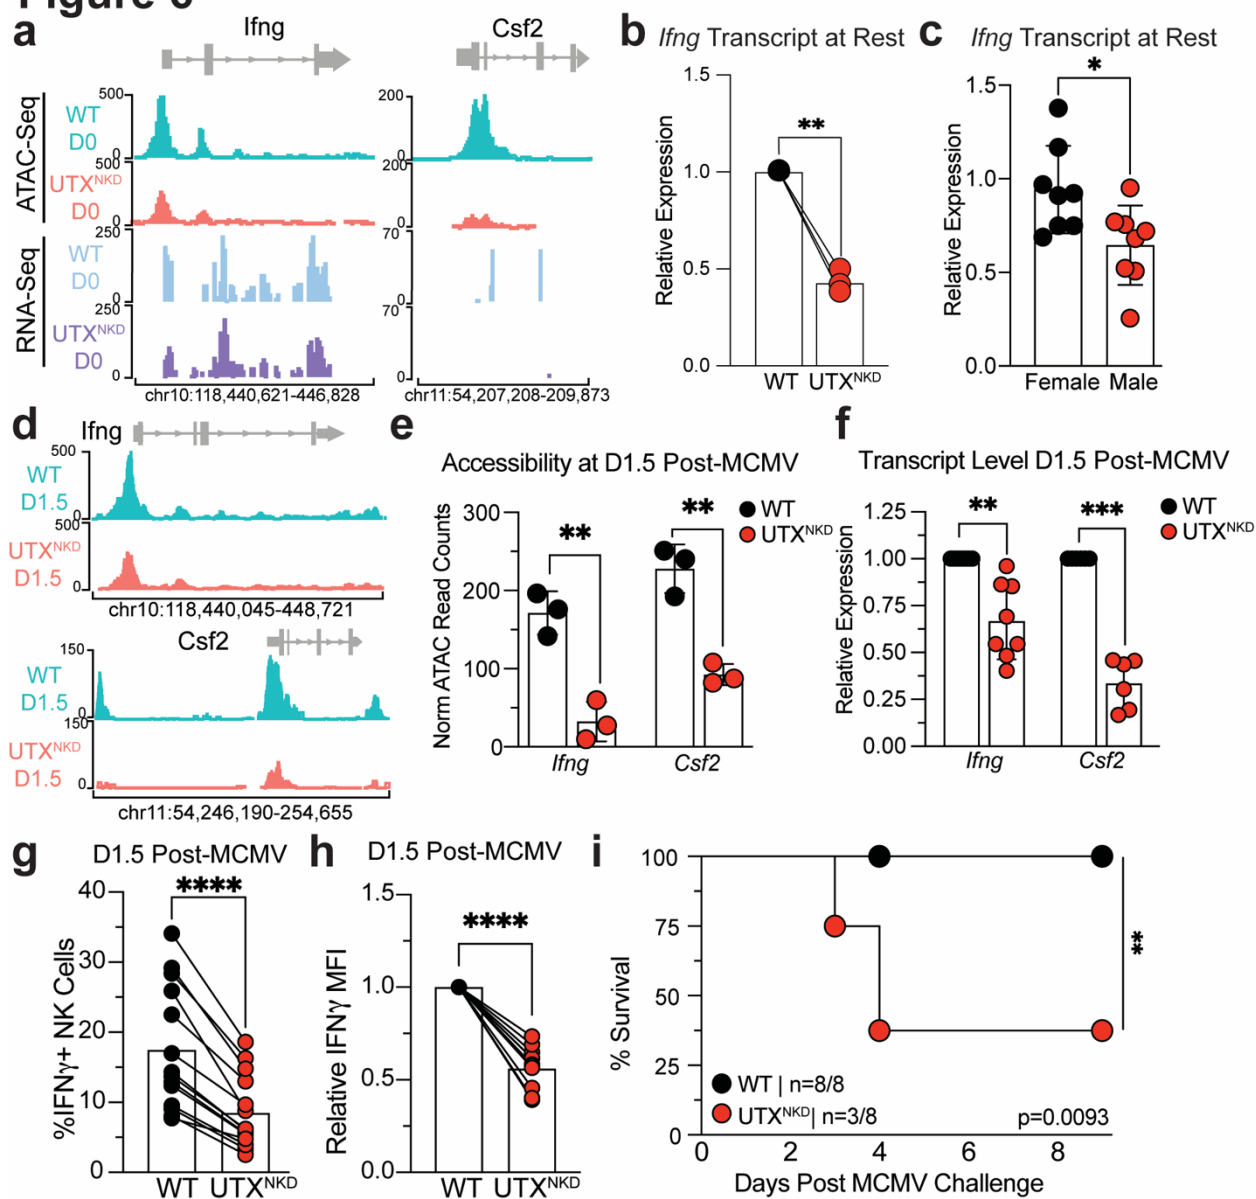 Figure 6
a
Ifng
Csf2
ATAC-Seq
WT
D0
500
0
200
0
UTXNKD
D0
500
0
200
0
RNA-Seq
WT
D0
250
0
70
0
UTXNKD
D0
250
0
70
0
chr10:118,440,621-446,828
chr11:54,207,208-209,873
b
Ifng Transcript at Rest
Relative Expression
1.5
1.0
0.5
0.0
**
WT
UTXNKD
c
Ifng Transcript at Rest
Relative Expression
1.5
1.0
0.5
0.0
*
Female
Male
d
Ifng
WT
D1.5
500
0
UTXNKD
D1.5
500
0
chr10:118,440,045-448,721
Csf2
WT
D1.5
150
0
UTXNKD
D1.5
150
0
chr11:54,246,190-254,655
e
Accessibility at D1.5 Post-MCMV
Norm ATAC Read Counts
300
200
100
0
**
**
WT
UTXNKD
Ifng
Csf2
f
Transcript Level D1.5 Post-MCMV
Relative Expression
1.25
1.00
0.75
0.50
0.25
0.00
**
***
WT
UTXNKD
Ifng
Csf2
g
D1.5 Post-MCMV
%IFNγ+ NK Cells
40
30
20
10
0
****
WT
UTXNKD
h
D1.5 Post-MCMV
Relative IFNγ MFI
1.5
1.0
0.5
0.0
****
WT
UTXNKD
i
% Survival
100
75
50
25
0
**
WT | n=8/8
UTXNKD| n=3/8
p=0.0093
0
2
4
6
8
Days Post MCMV Challenge